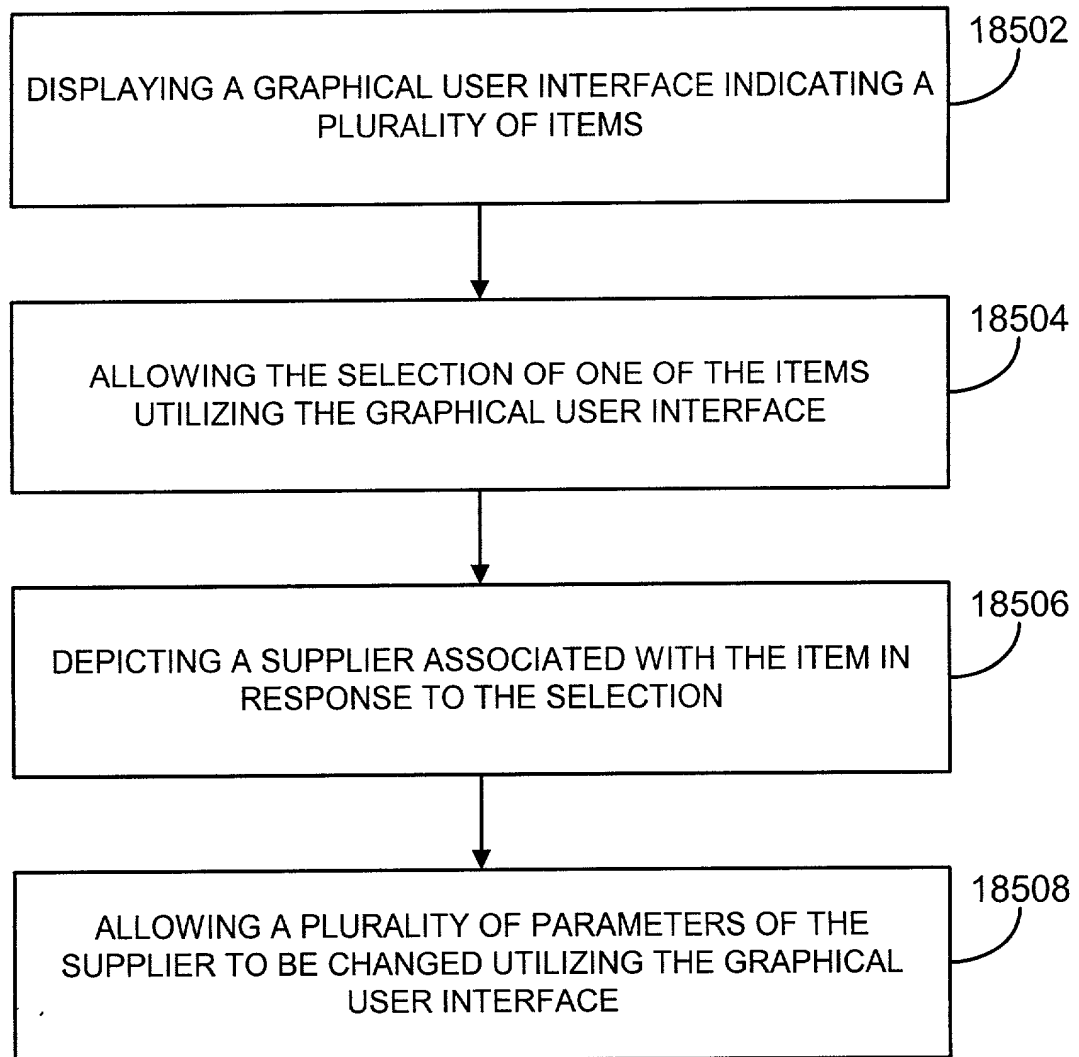 18502
DISPLAYING A GRAPHICAL USER INTERFACE INDICATING A
PLURALITY OF ITEMS
18504
ALLOWING THE SELECTION OF ONE OF THE ITEMS
UTILIZING THE GRAPHICAL USER INTERFACE
18506
DEPICTING A SUPPLIER ASSOCIATED WITH THE ITEM IN
RESPONSE TO THE SELECTION
18508
ALLOWING A PLURALITY OF PARAMETERS OF THE
SUPPLIER TO BE CHANGED UTILIZING THE GRAPHICAL
USER INTERFACE